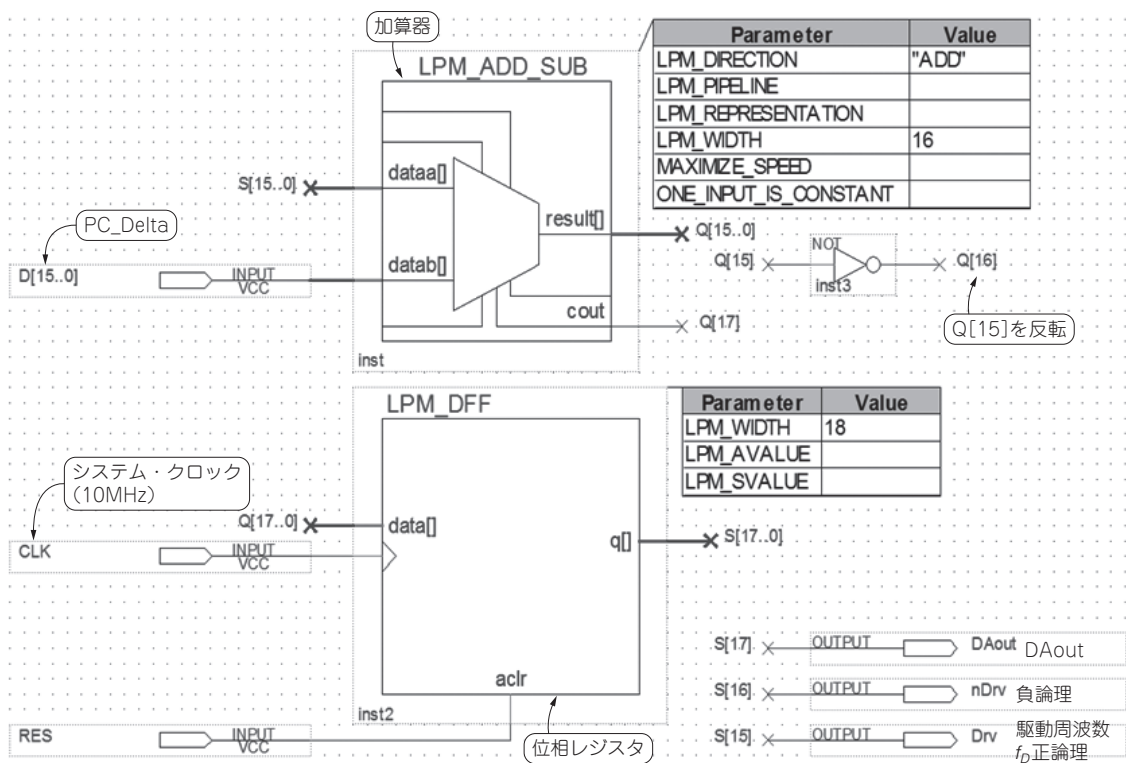 加算器
LPM_ADD_SUB
Parameter Value
LPM_DIRECTION "ADD"
LPM_PIPELINE
LPM_REPRESENTATION
LPM_WIDTH 16
MAXIMIZE_SPEED
ONE_INPUT_IS_CONSTANT
S[15..0]
dataa[]
result[]
Q[15..0]
PC_Delta
D[15..0]
INPUT
VCC
datab[]
cout
Q[17]
inst
Q[15]
NOT
inst3
Q[16]
Q[15]を反転
LPM_DFF
Parameter Value
LPM_WIDTH 18
LPM_AVALUE
LPM_SVALUE
システム・クロック
(10MHz)
Q[17..0]
data[]
q[]
S[17..0]
CLK
INPUT
VCC
aclr
inst2
RES
INPUT
VCC
位相レジスタ
S[17] OUTPUT DAout DAout
S[16] OUTPUT nDrv 負論理
S[15] OUTPUT Drv 駆動周波数
fD正論理